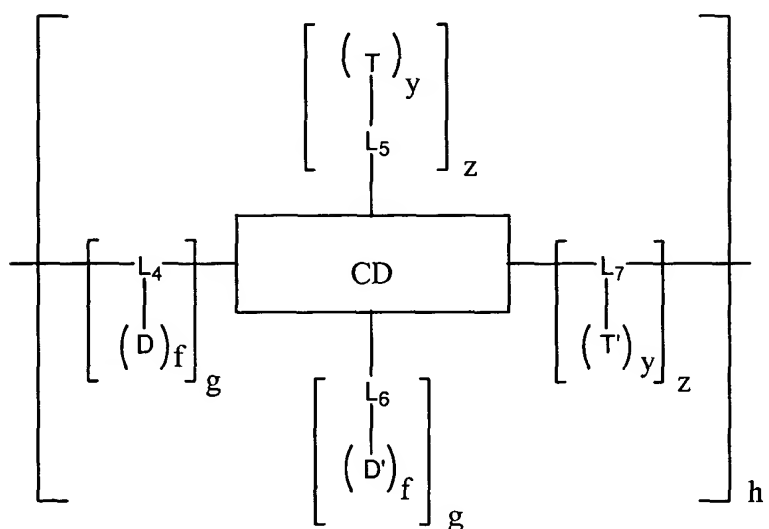 ( T ) y
L5
z
L4 CD L7
( D ) f ( T' ) y
g z
L6
( D' ) f
g
h